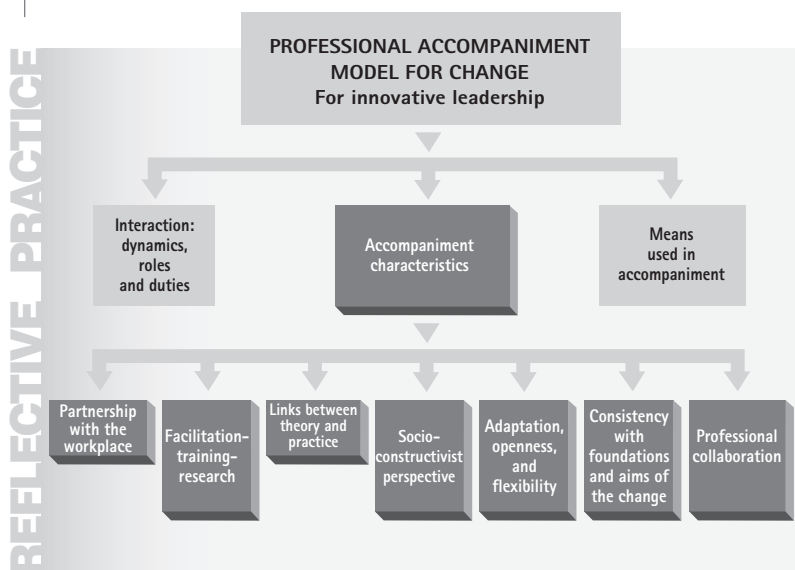 REFLECTIVE PRACTICE
PROFESSIONAL ACCOMPANIMENT
MODEL FOR CHANGE
For innovative leadership
Interaction:
dynamics,
roles
and duties
Accompaniment
characteristics
Means
used in
accompaniment
Partnership
with the
workplace
Facilitation-
training-
research
Links between
theory and
practice
Socio-
constructivist
perspective
Adaptation,
openness,
and
flexibility
Consistency
with
foundations
and aims of
the change
Professional
collaboration